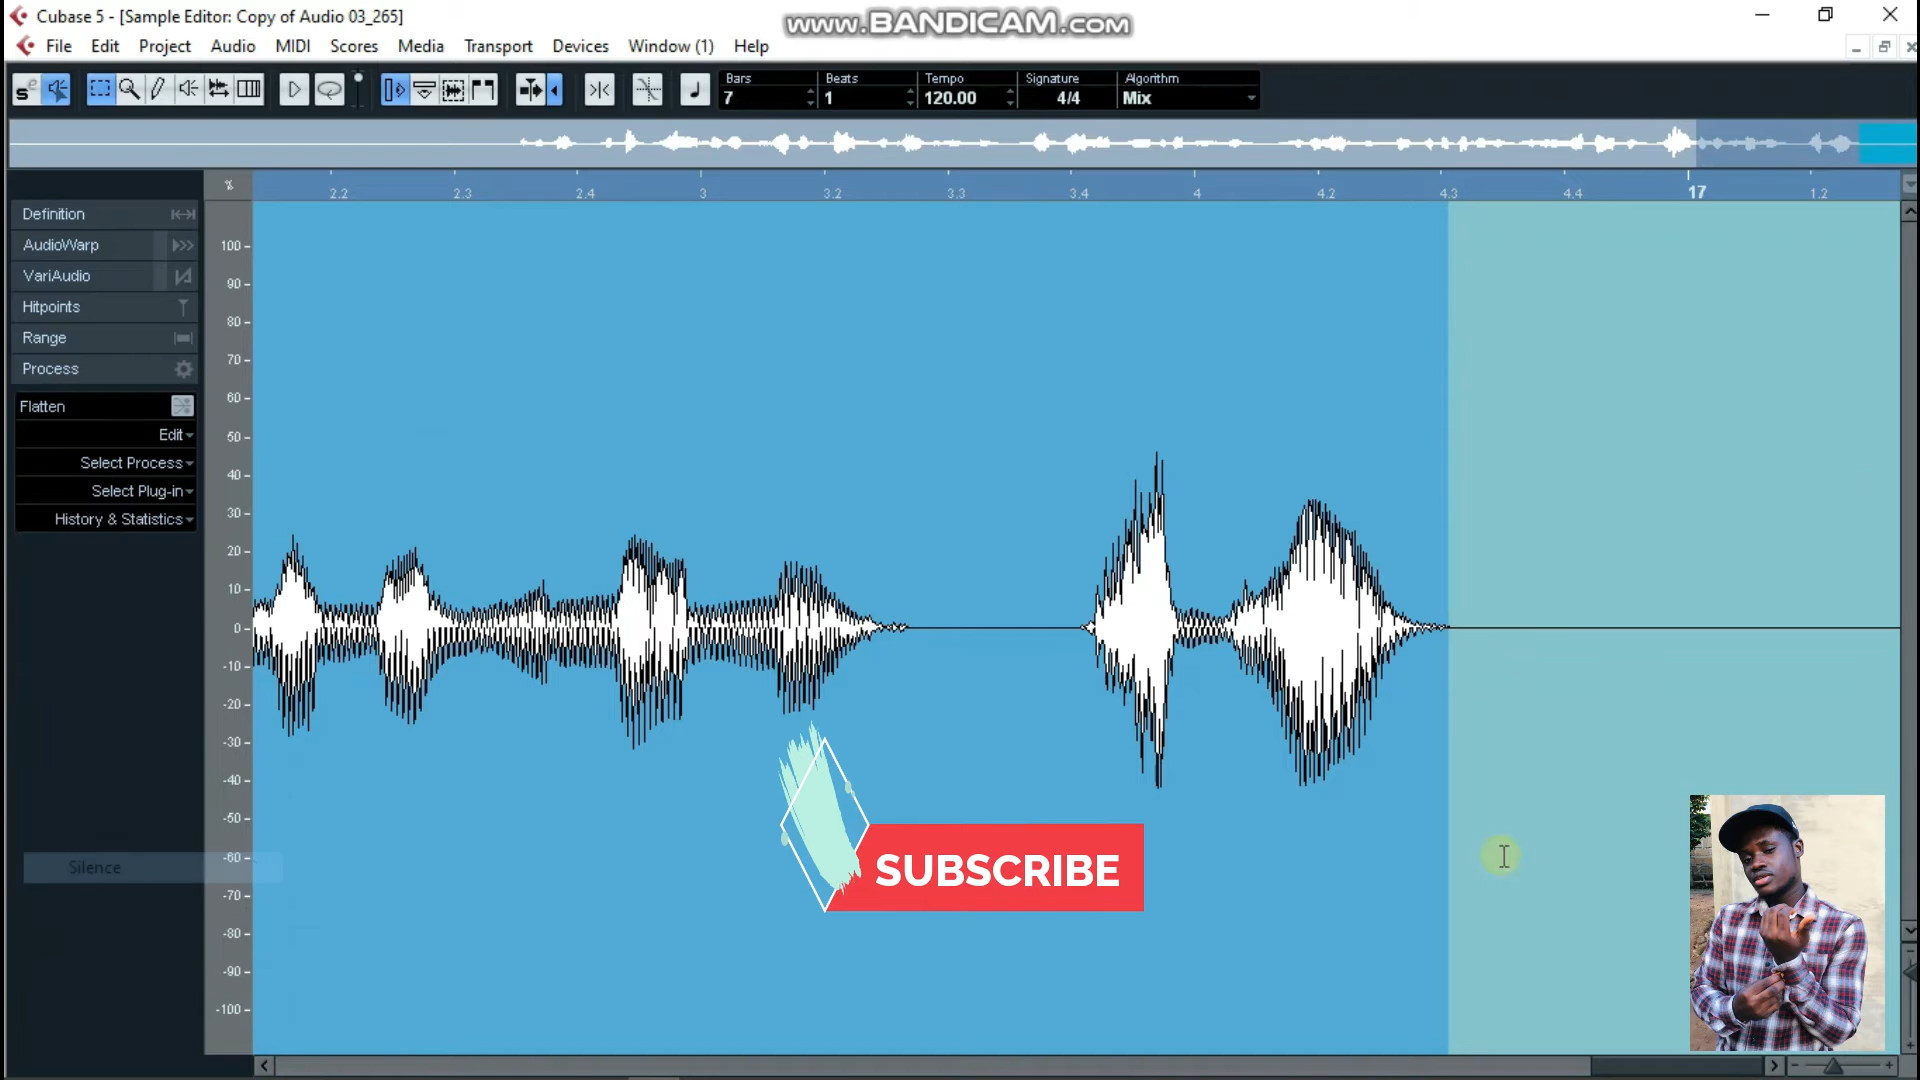 Cubase 5 - [Sample Editor: Copy of Audio 03_265]
www.BANDICAM.com
File Edit Project Audio MIDI Scores Media Transport Devices Window (1) Help
Bars Beats Tempo Signature Algorithm
7 1 120.00 4/4 Mix
% 2.2 2.3 2.4 3 3.2 3.3 3.4 4 4.2 4.3 4.4 17 1.2
Definition
AudioWarp
VariAudio
Hitpoints
Range
Process
Flatten
Edit
Select Process
Select Plug-in
History & Statistics
100
90
80
70
60
50
40
30
20
10
0
-10
-20
-30
-40
-50
-60
-70
-80
-90
-100
Silence
SUBSCRIBE